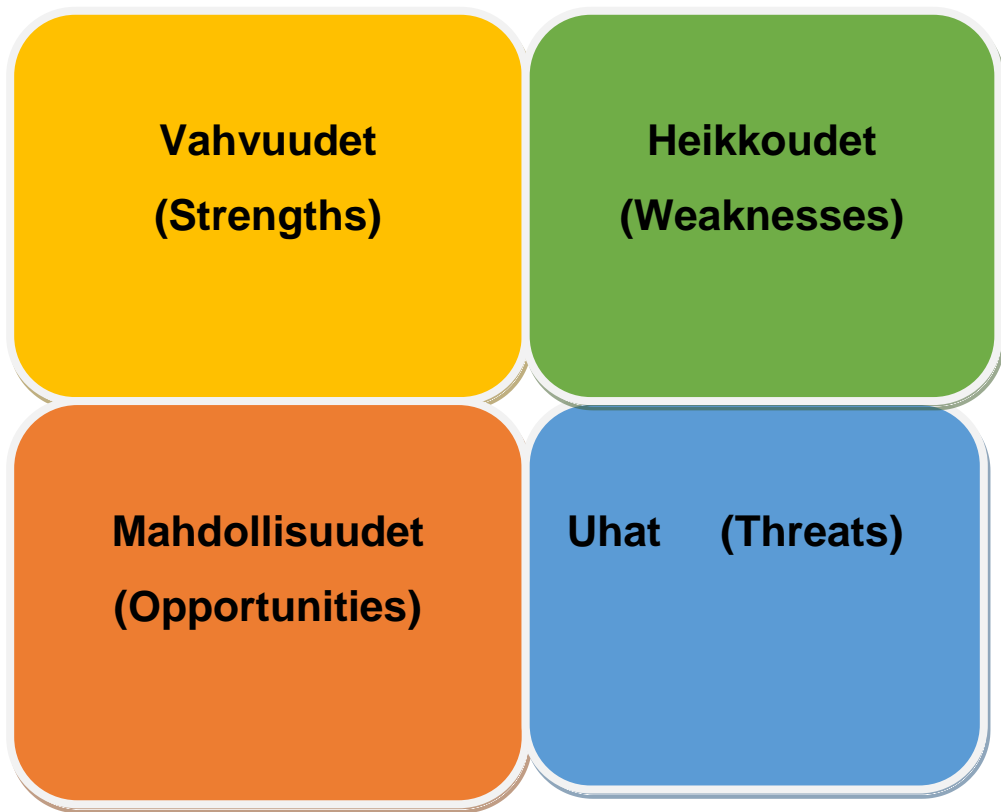 Vahvuudet
(Strengths)
Heikkoudet
(Weaknesses)
Mahdollisuudet
(Opportunities)
Uhat (Threats)